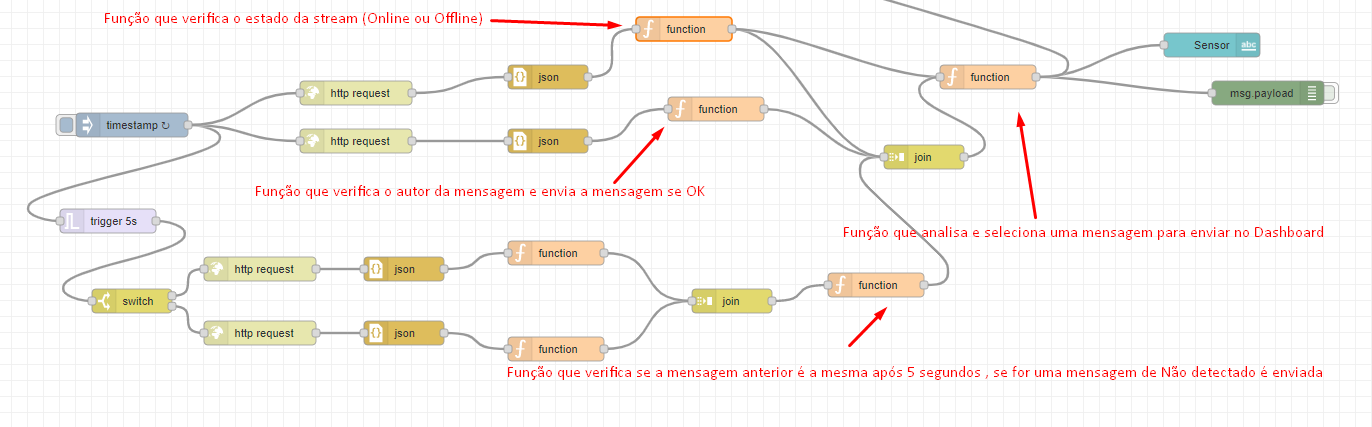 Função que verifica o estado da stream (Online ou Offline)
function
Sensor
abc
json
function
http request
msg.payload
function
timestamp ↻
http request
json
join
Função que verifica o autor da mensagem e envia a mensagem se OK
trigger 5s
Função que analisa e seleciona uma mensagem para enviar no Dashboard
function
http request
json
function
switch
join
http request
json
function
Função que verifica se a mensagem anterior é a mesma após 5 segundos , se for uma mensagem de Não detectado é enviada